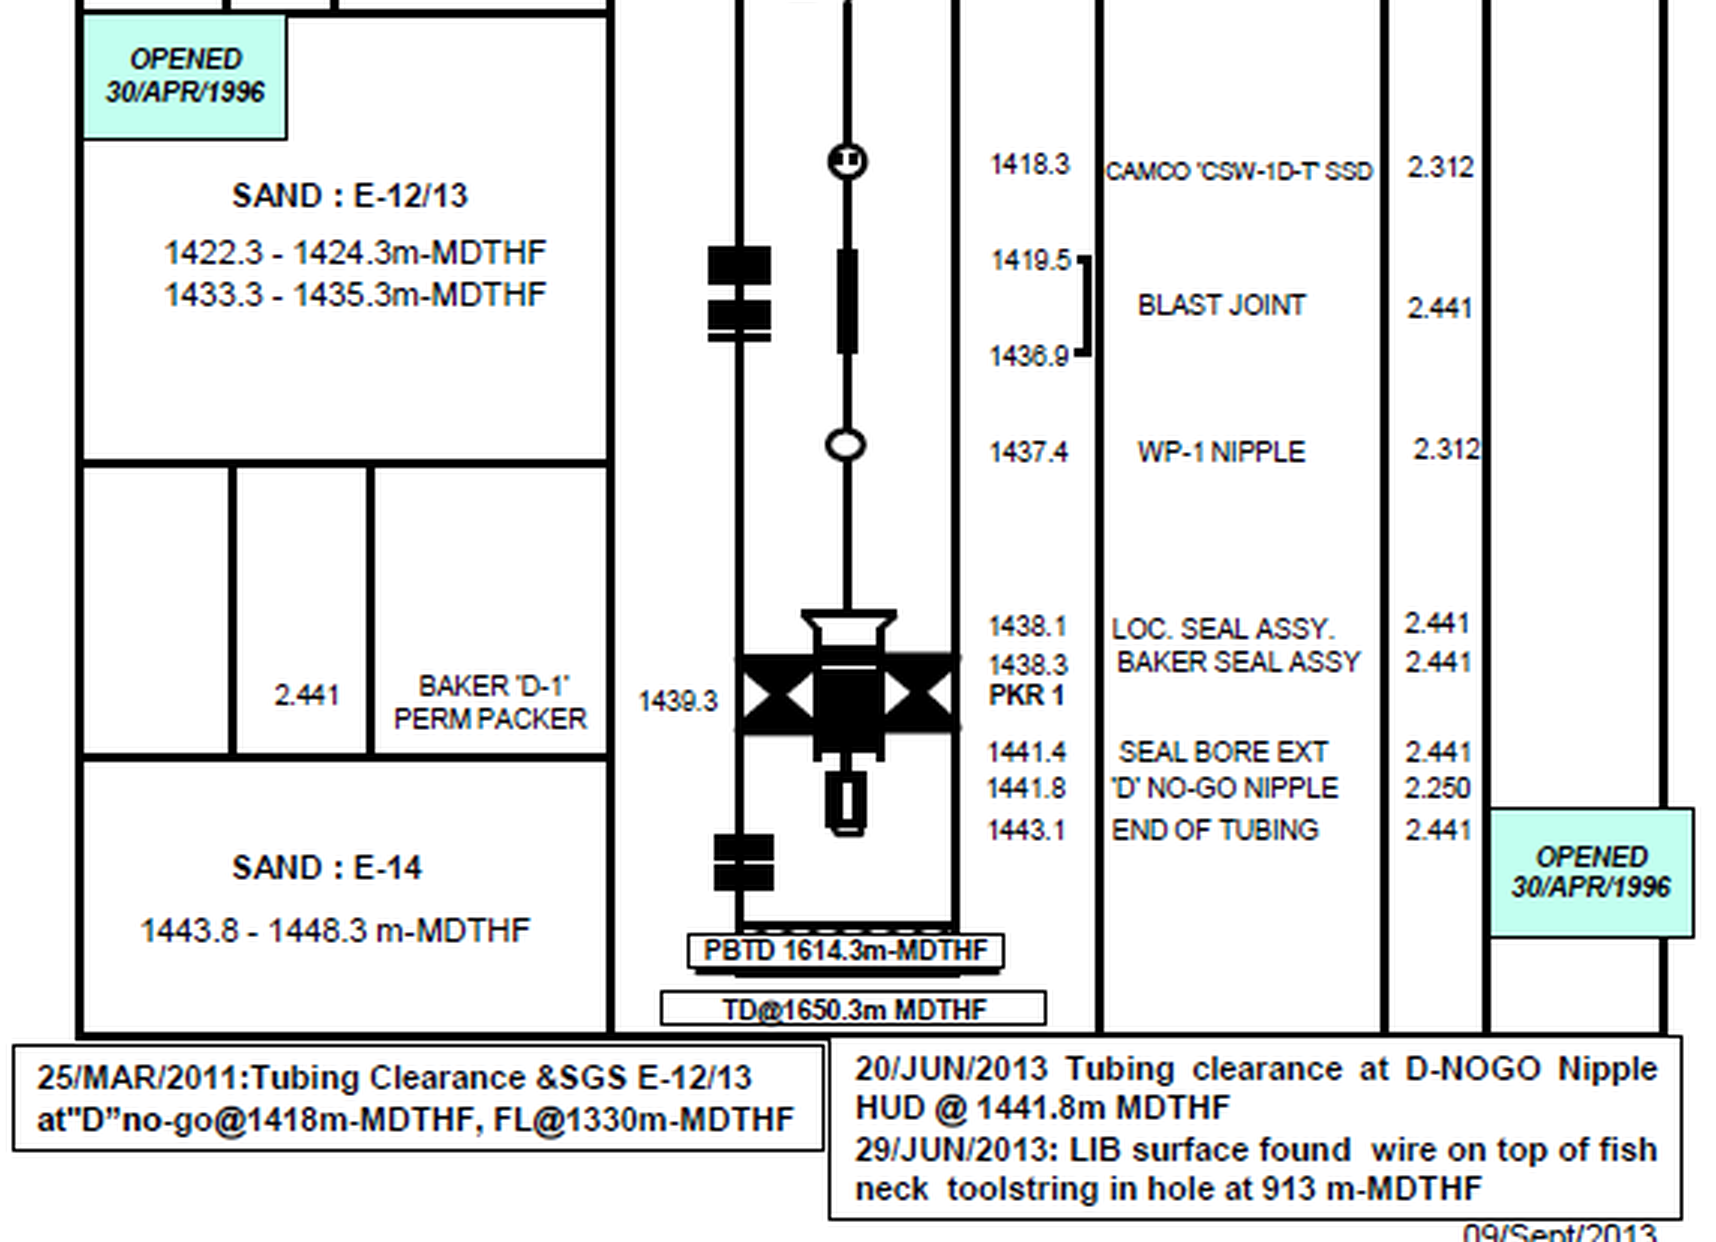 OPENED
30/APR/1996
SAND : E-12/13
1422.3 - 1424.3m-MDTHF
1433.3 - 1435.3m-MDTHF
1418.3 CAMCO "CSW-1D-T" SSD 2.312
1419.5
BLAST JOINT 2.441
1436.9
1437.4 WP-1 NIPPLE 2.312
1438.1 LOC. SEAL ASSY. 2.441
1438.3 BAKER SEAL ASSY 2.441
PKR 1
2.441 BAKER "D-1"
PERM PACKER
1439.3
1441.4 SEAL BORE EXT 2.441
1441.8 "D" NO-GO NIPPLE 2.250
1443.1 END OF TUBING 2.441
OPENED
30/APR/1996
SAND : E-14
1443.8 - 1448.3 m-MDTHF
PBTD 1614.3m-MDTHF
TD@1650.3m MDTHF
25/MAR/2011:Tubing Clearance &SGS E-12/13
at"D”no-go@1418m-MDTHF, FL@1330m-MDTHF
20/JUN/2013 Tubing clearance at D-NOGO Nipple
HUD @ 1441.8m MDTHF
29/JUN/2013: LIB surface found wire on top of fish
neck toolstring in hole at 913 m-MDTHF
09/Sept/2013